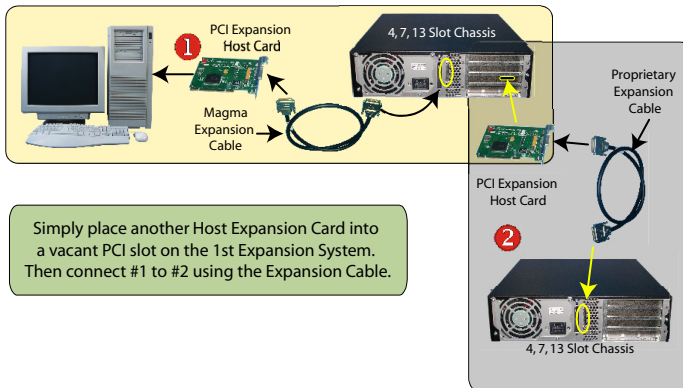 PCI Expansion
Host Card
1
4, 7, 13 Slot Chassis
Magma
Expansion
Cable
Proprietary
Expansion
Cable
PCI Expansion
Host Card
2
Simply place another Host Expansion Card into
a vacant PCI slot on the 1st Expansion System.
Then connect #1 to #2 using the Expansion Cable.
4, 7, 13 Slot Chassis